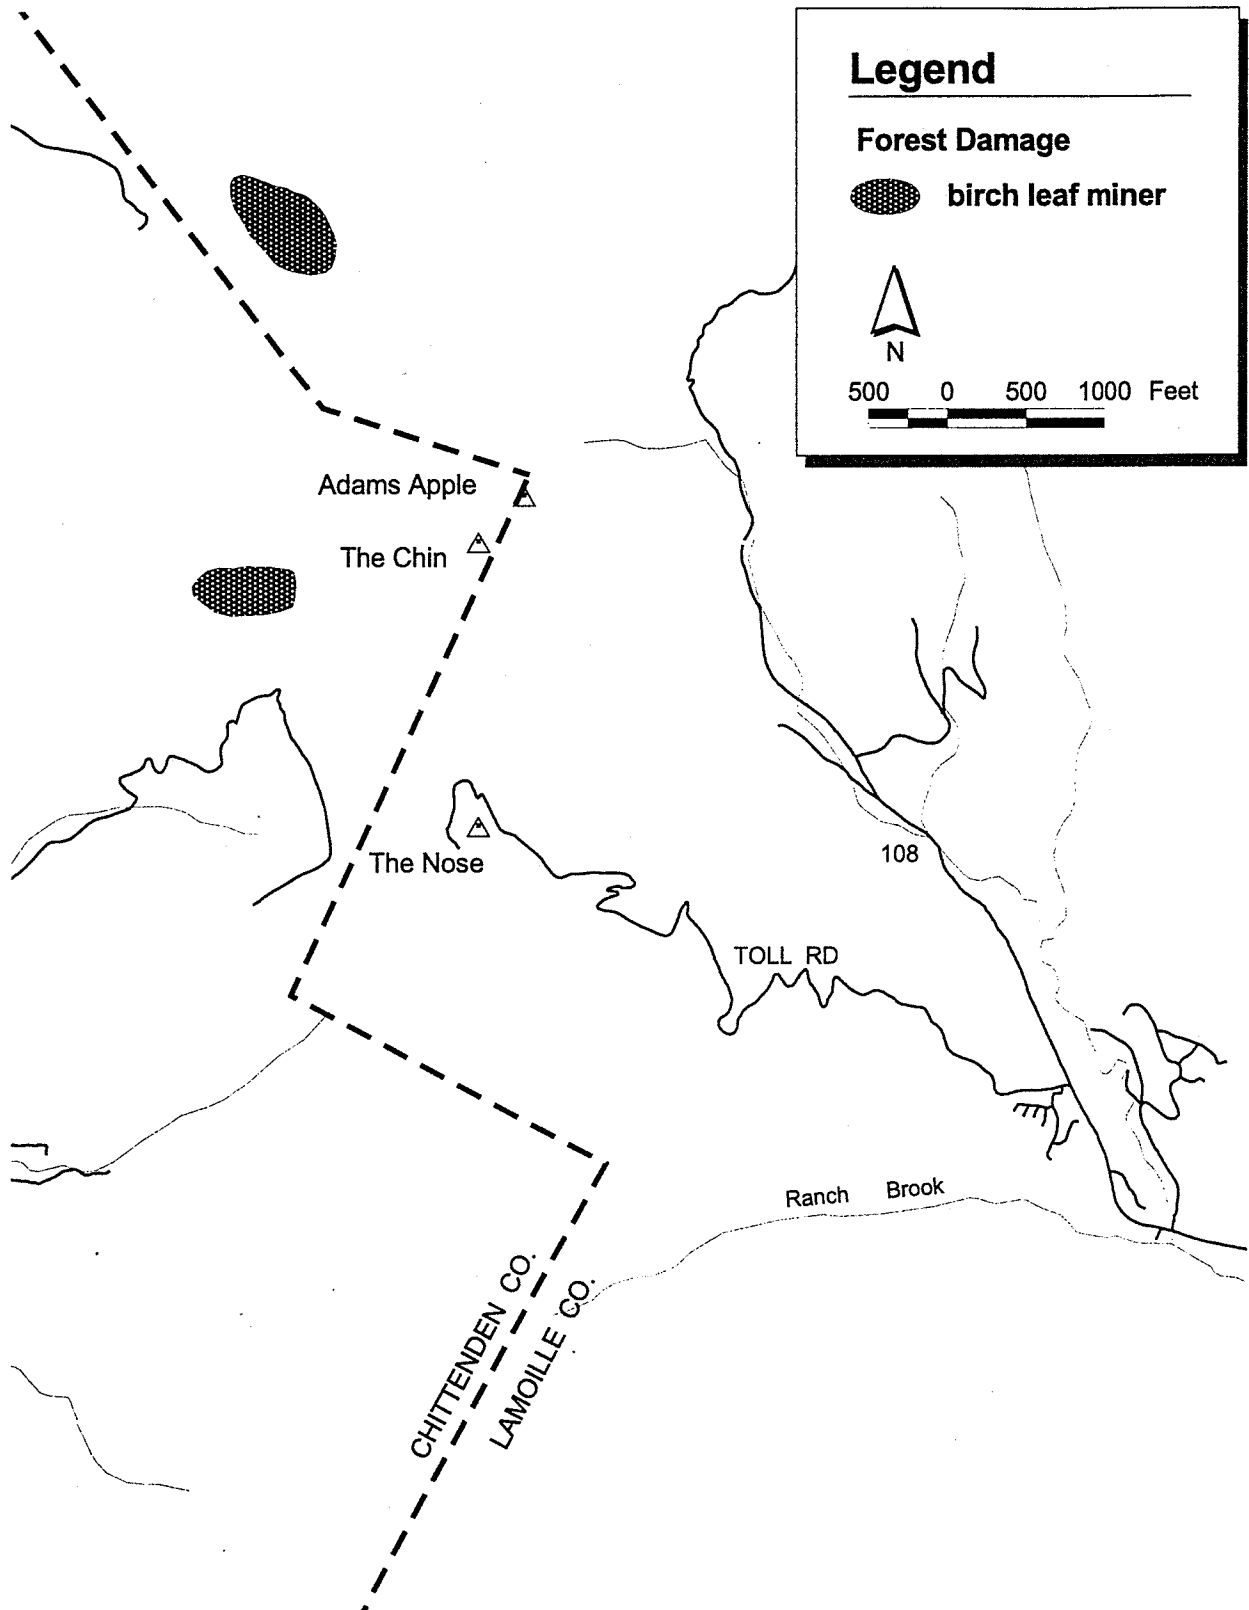 Legend
Forest Damage
birch leaf miner
N
500 0 500 1000 Feet
Adams Apple
The Chin
The Nose
108
TOLL RD
Ranch Brook
CHITTENDEN CO.
LAMOILLE CO.